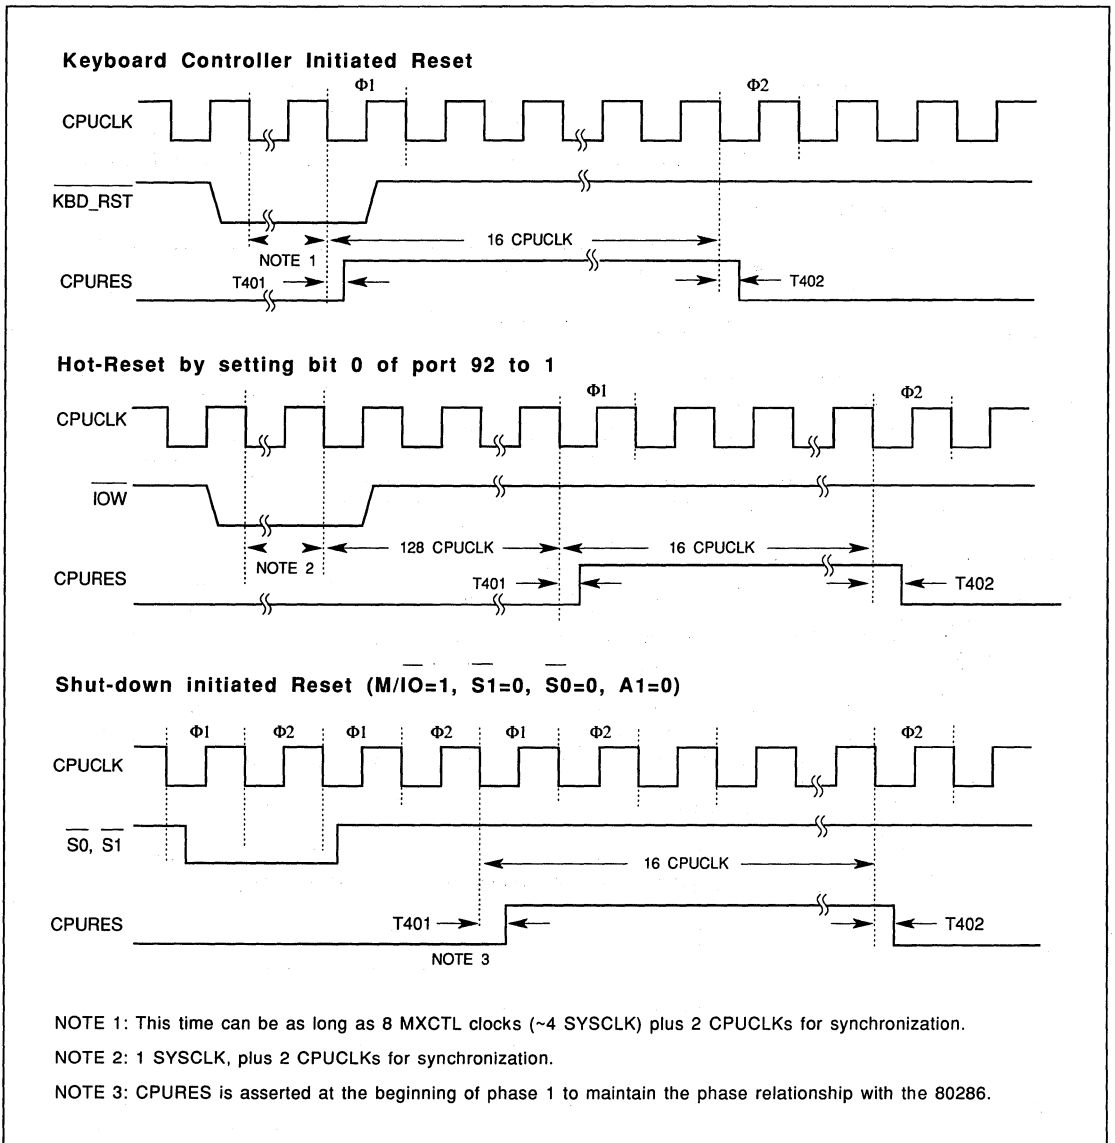 Keyboard Controller Initiated Reset
Φ1 Φ2
CPUCLK
KBD_RST
16 CPUCLK
NOTE 1
CPURES
T401 T402
Hot-Reset by setting bit 0 of port 92 to 1
Φ1 Φ2
CPUCLK
IOW
128 CPUCLK 16 CPUCLK
NOTE 2
CPURES
T401 T402
Shut-down initiated Reset (M/IO=1, S1=0, S0=0, A1=0)
Φ1 Φ2 Φ1 Φ2 Φ1 Φ2 Φ2
CPUCLK
S0, S1
16 CPUCLK
CPURES
T401 T402
NOTE 3
NOTE 1: This time can be as long as 8 MXCTL clocks (~4 SYSCLK) plus 2 CPUCLKs for synchronization.
NOTE 2: 1 SYSCLK, plus 2 CPUCLKs for synchronization.
NOTE 3: CPURES is asserted at the beginning of phase 1 to maintain the phase relationship with the 80286.